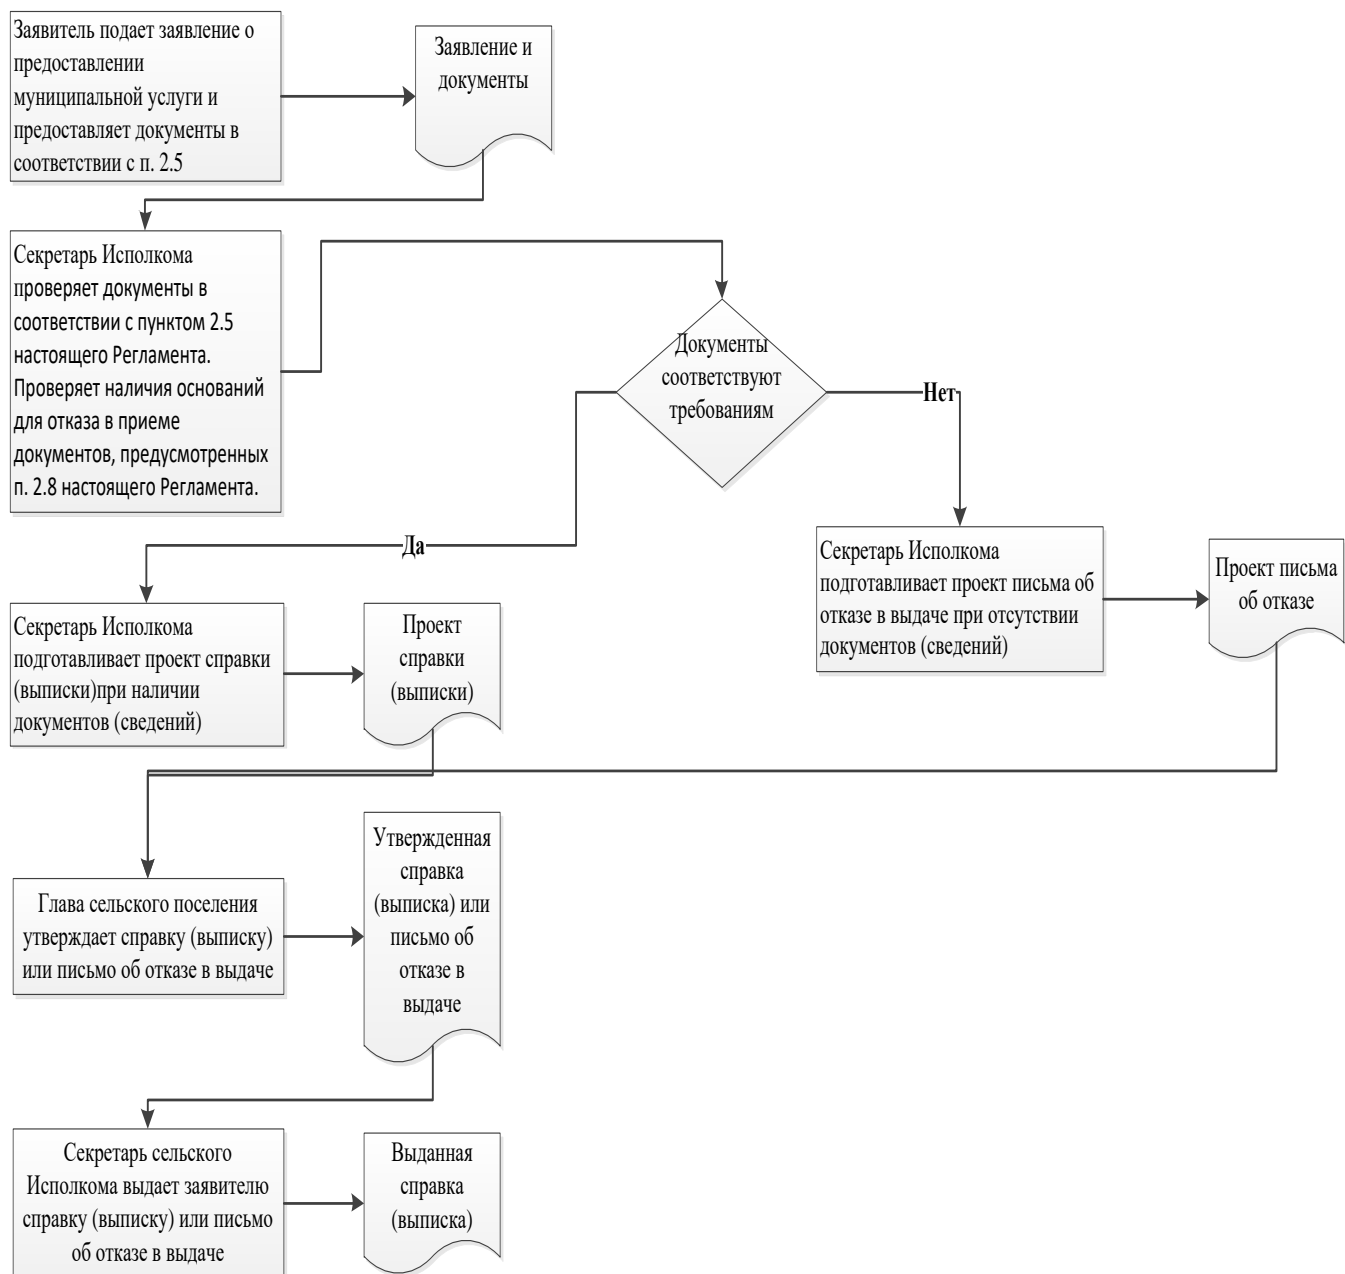 Заявитель подает заявление о
предоставлении
муниципальной услуги и
предоставляет документы в
соответствии с п. 2.5
Заявление и
документы
Секретарь Исполкома
проверяет документы в
соответствии с пунктом 2.5
настоящего Регламента.
Проверяет наличия оснований
для отказа в приеме
документов, предусмотренных
п. 2.8 настоящего Регламента.
Документы
соответствуют
требованиям
Нет
Да
Секретарь Исполкома
подготавливает проект письма об
отказе в выдаче при отсутствии
документов (сведений)
Проект письма
об отказе
Секретарь Исполкома
подготавливает проект справки
(выписки)при наличии
документов (сведений)
Проект
справки
(выписки)
Глава сельского поселения
утверждает справку (выписку)
или письмо об отказе в выдаче
Утвержденная
справка
(выписка) или
письмо об
отказе в
выдаче
Секретарь сельского
Исполкома выдает заявителю
справку (выписку) или письмо
об отказе в выдаче
Выданная
справка
(выписка)